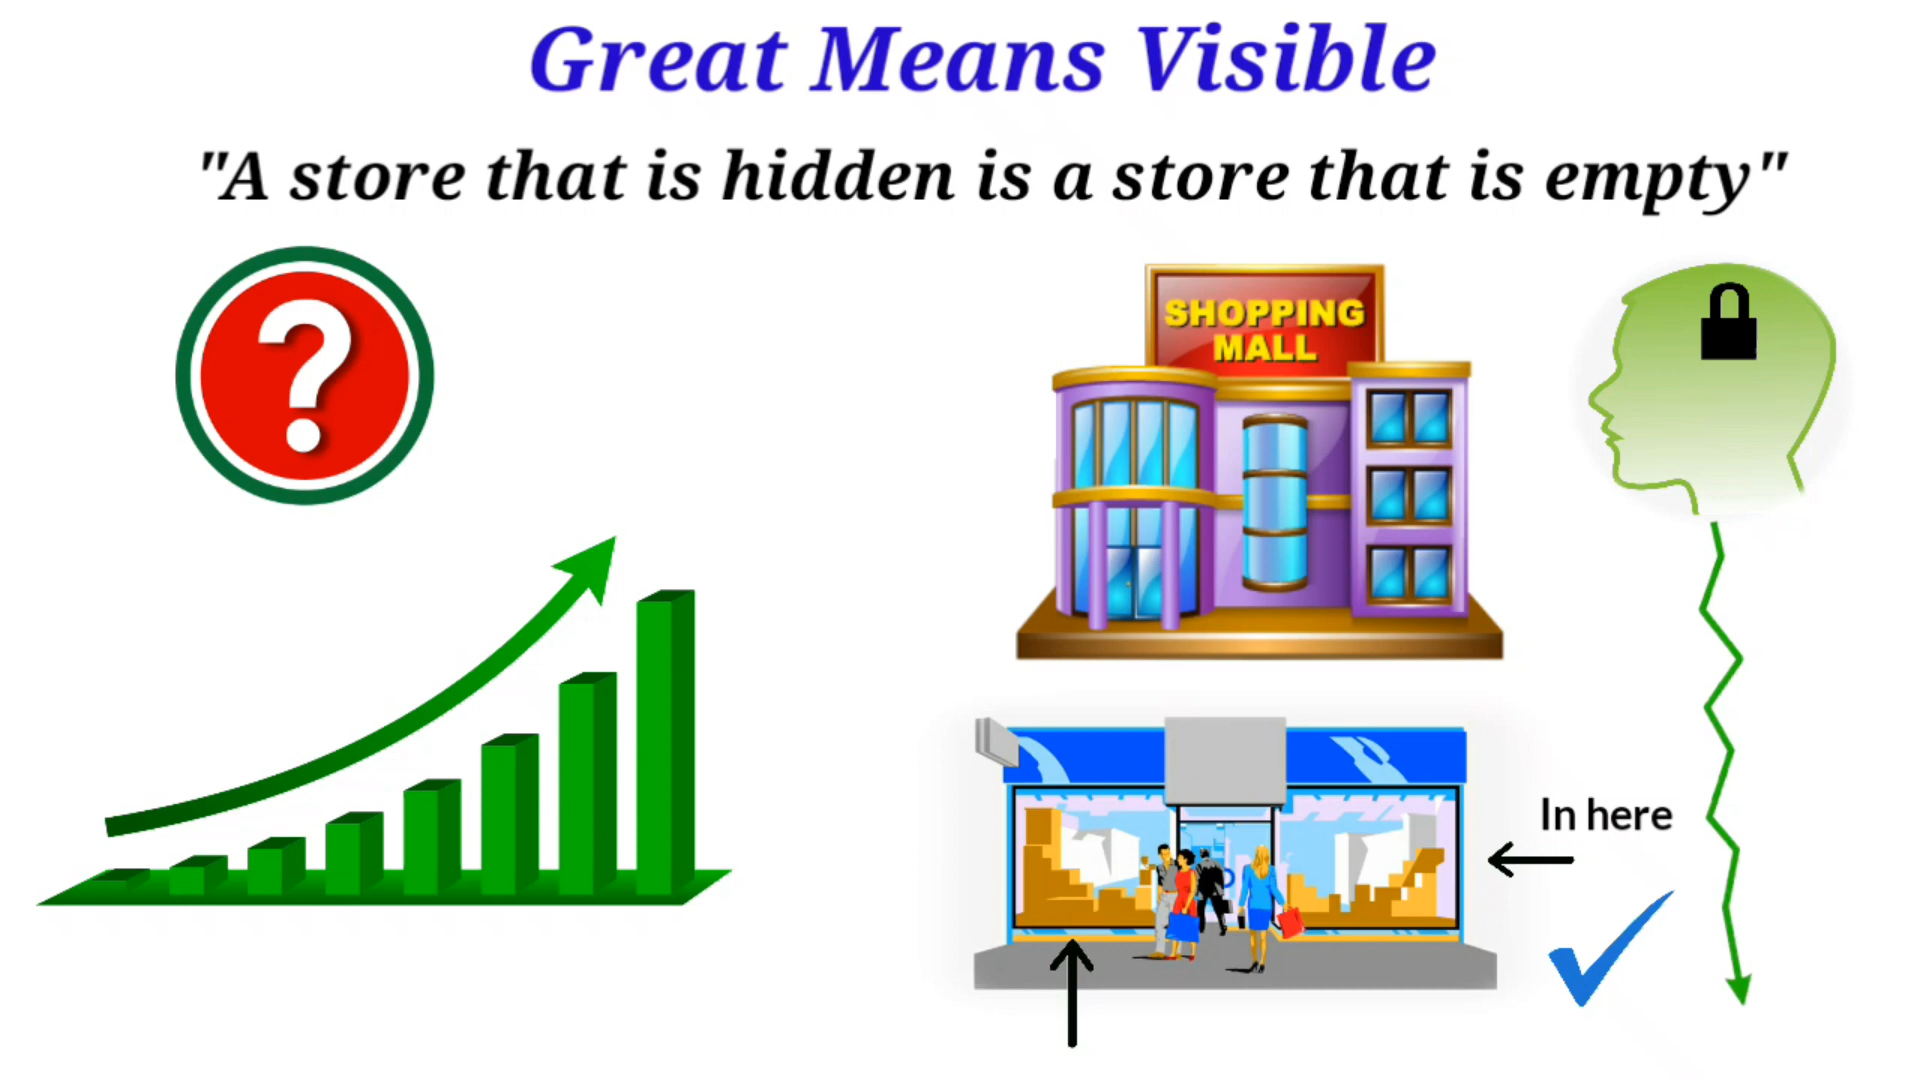 Great Means Visible
"A store that is hidden is a store that is empty"
?
SHOPPING
MALL
In here